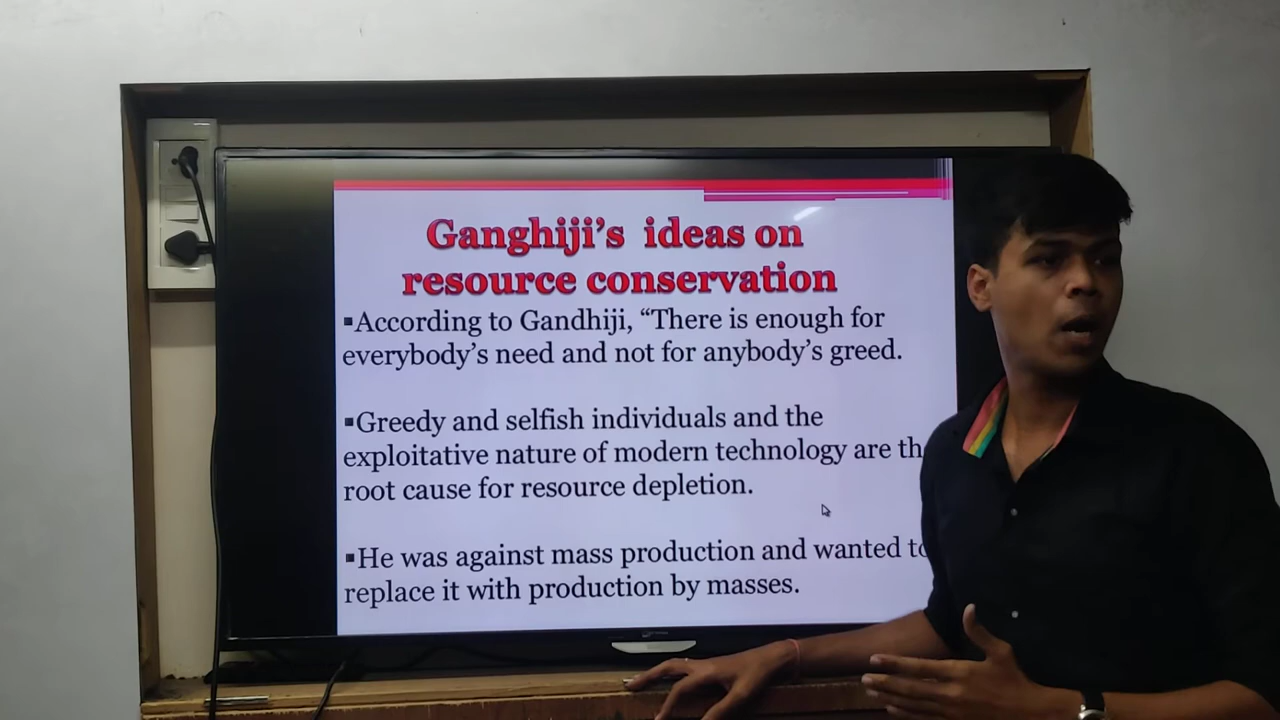 Ganghiji's ideas on
resource conservation
▪According to Gandhiji, “There is enough for
everybody's need and not for anybody's greed.
▪Greedy and selfish individuals and the
exploitative nature of modern technology are th
root cause for resource depletion.
▪He was against mass production and wanted to
replace it with production by masses.